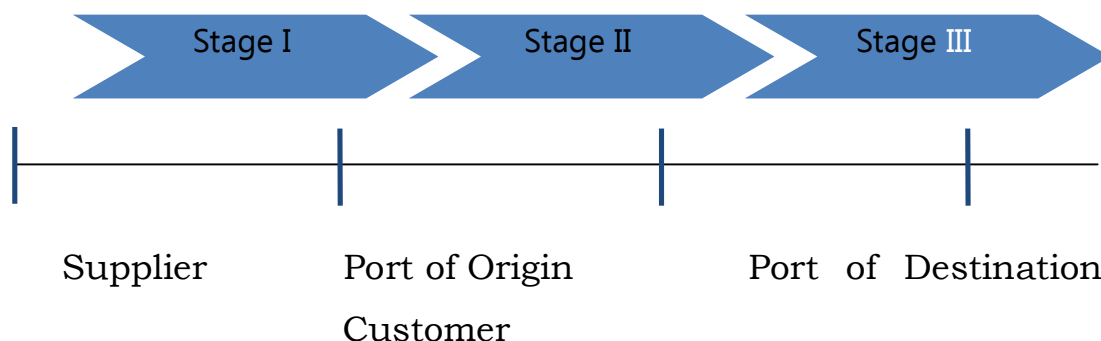 Stage I
Stage II
Stage III
Supplier
Port of Origin
Port of Destination
Customer